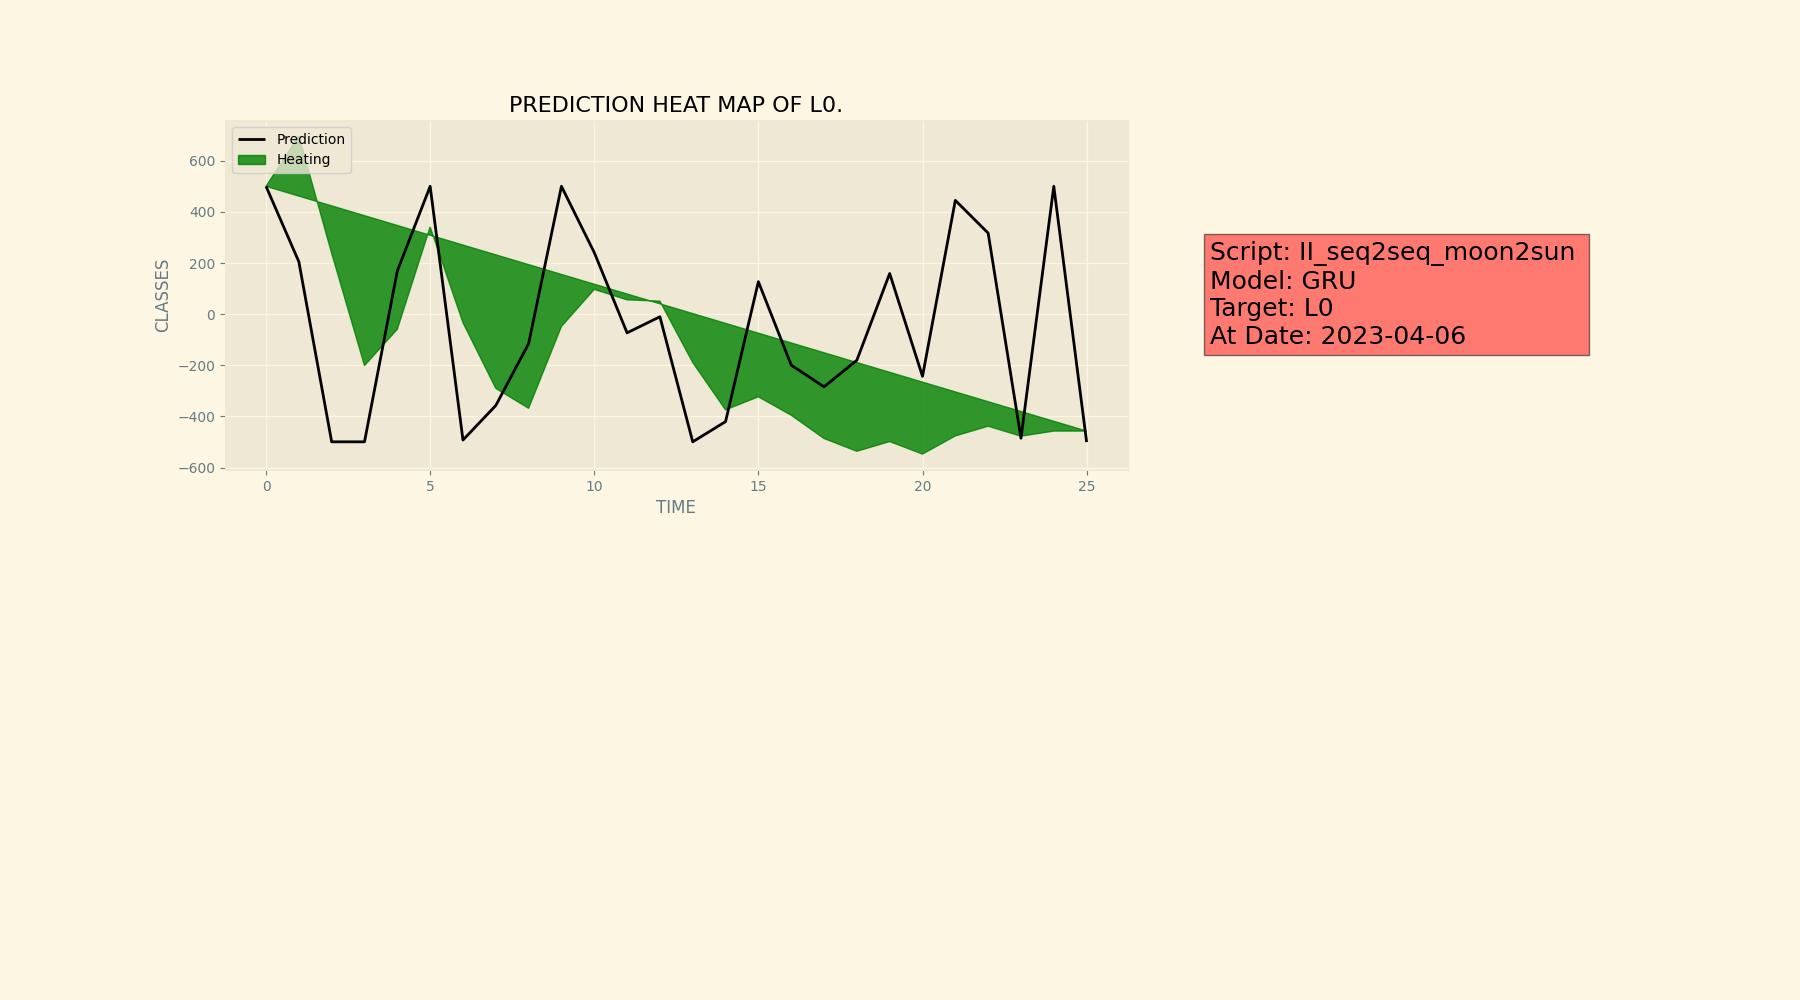 PREDICTION HEAT MAP OF L0.
Prediction
Heating
600
400
200
0
−200
−400
−600
CLASSES
0 5 10 15 20 25
TIME
Script: II_seq2seq_moon2sun
Model: GRU
Target: L0
At Date: 2023-04-06